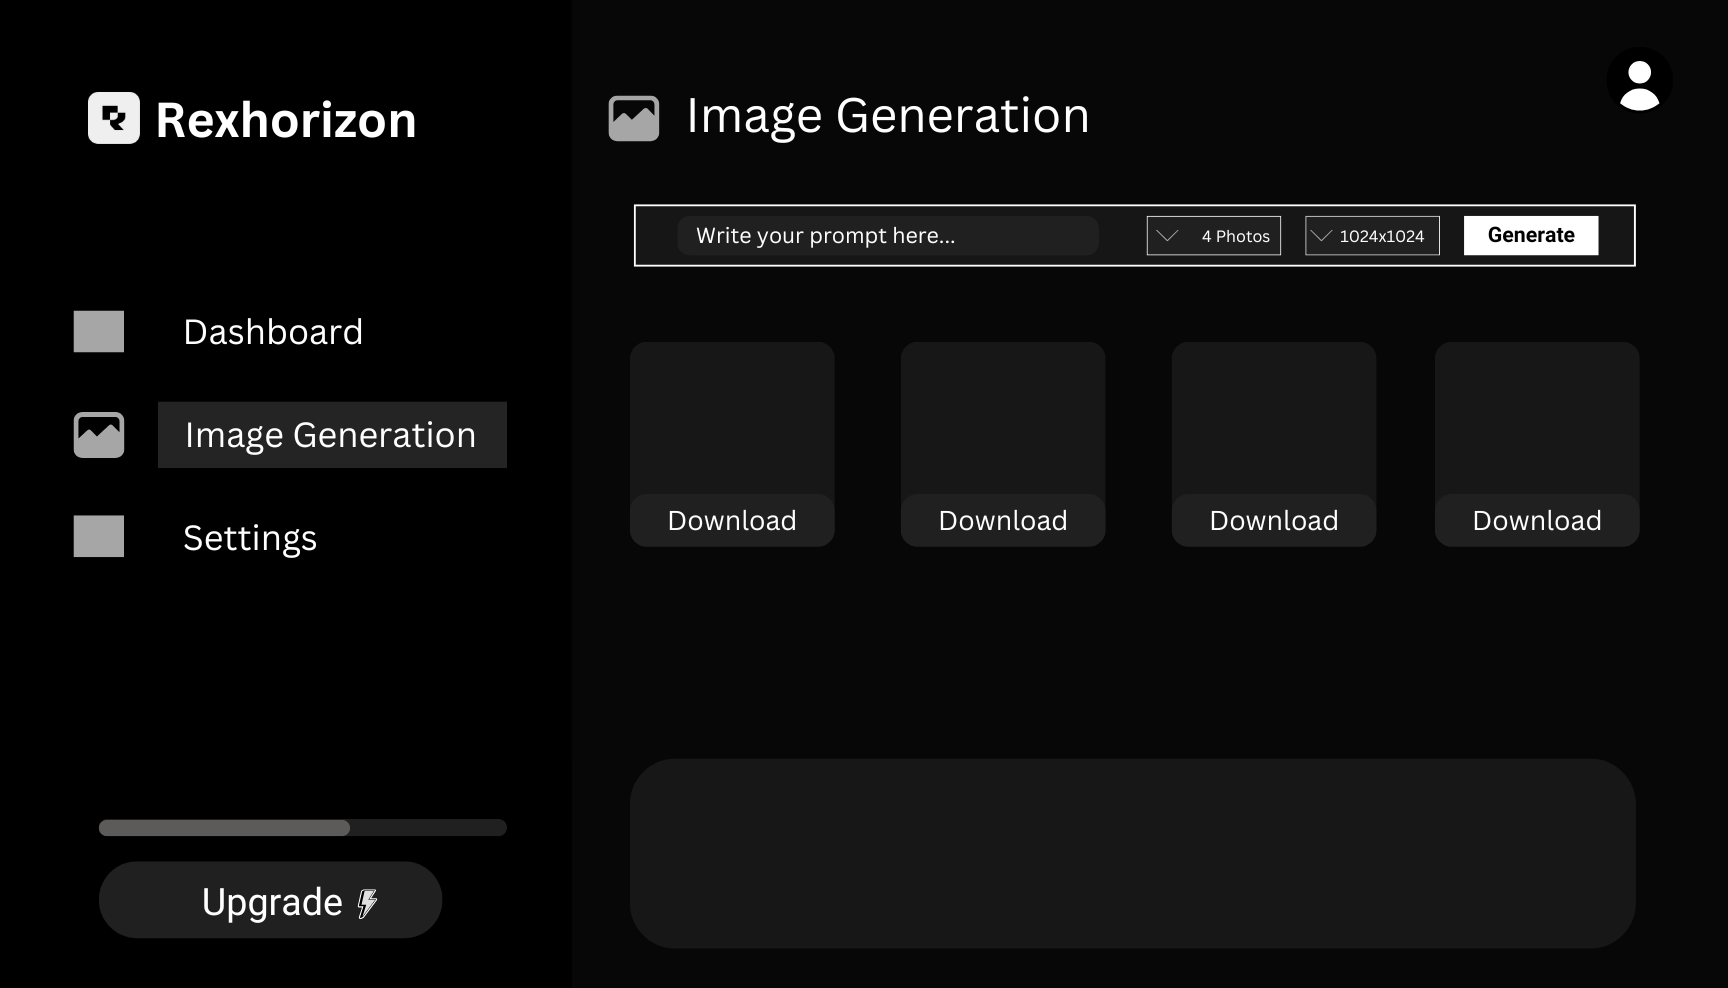 Rexhorizon
Dashboard
Image Generation
Settings
Upgrade
Image Generation
Write your prompt here...
4 Photos
1024x1024
Generate
Download
Download
Download
Download